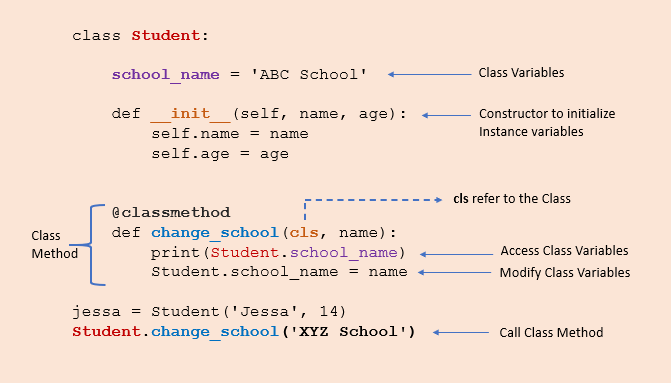 class Student:
school_name = 'ABC School'
Class Variables
def __init__(self, name, age):
Constructor to initialize
Instance variables
self.name = name
self.age = age
@classmethod
cls refer to the Class
def change_school(cls, name):
Class
Method
print(Student.school_name)
Access Class Variables
Student.school_name = name
Modify Class Variables
jessa = Student('Jessa', 14)
Student.change_school('XYZ School')
Call Class Method